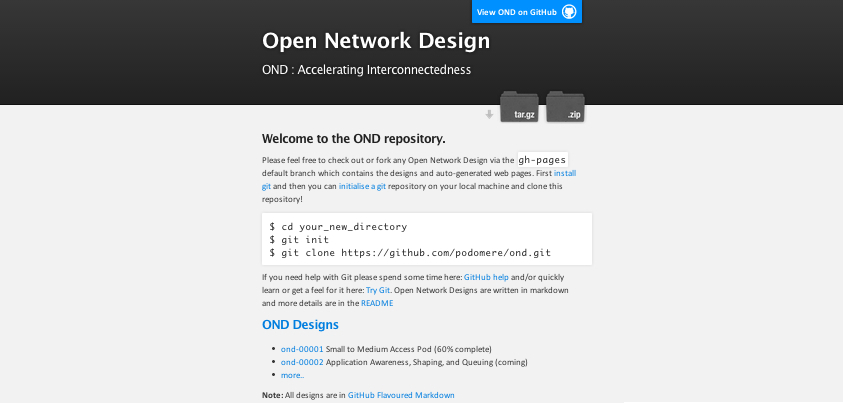 View OND on GitHub
Open Network Design
OND : Accelerating Interconnectedness
tar.gz
.zip
Welcome to the OND repository.
Please feel free to check out or fork any Open Network Design via the gh-pages
default branch which contains the designs and auto-generated web pages. First install
git and then you can initialise a git repository on your local machine and clone this
repository!
$ cd your_new_directory
$ git init
$ git clone https://github.com/podomere/ond.git
If you need help with Git please spend some time here: GitHub help and/or quickly
learn or get a feel for it here: Try Git. Open Network Designs are written in markdown
and more details are in the README
OND Designs
• ond-00001 Small to Medium Access Pod (60% complete)
• ond-00002 Application Awareness, Shaping, and Queuing (coming)
• more..
Note: All designs are in GitHub Flavoured Markdown